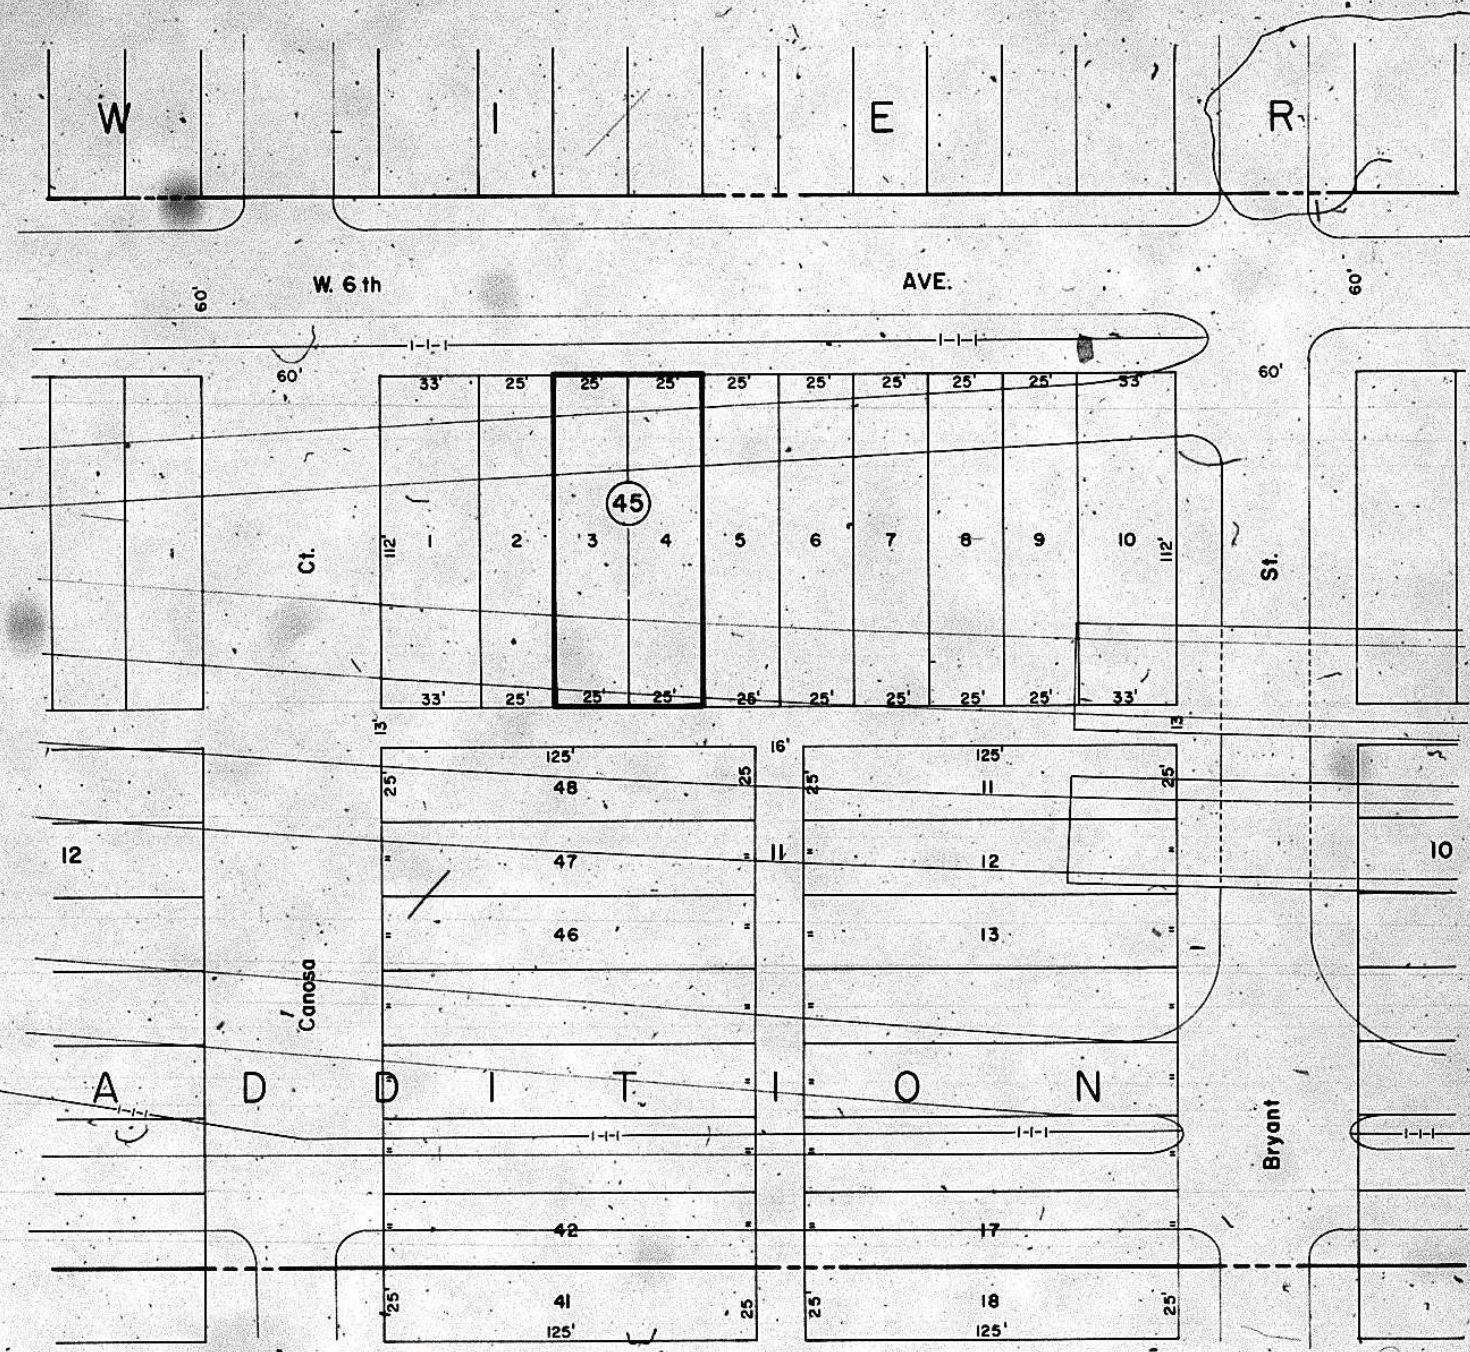 W I E R
W. 6 th AVE.
60' 60'
60' 60'
33' 25' 25' 25' 25' 25' 25' 25' 25' 33'
45
112' 1 2 3 4 5 6 7 8 9 10 112'
Ct. St.
33' 25' 25' 25' 25' 25' 25' 25' 25' 33'
13' 13'
125' 16' 125'
25' 48 25 25' 11 25'
12 " 47 " 11 " 12 " 10
" 46 " " 13 "
Canosa
" " " "
A D D I T I O N
" " " "
Bryant
" " " "
" 42 " " 17 "
25' 41 25 25' 18 25'
125' 125'